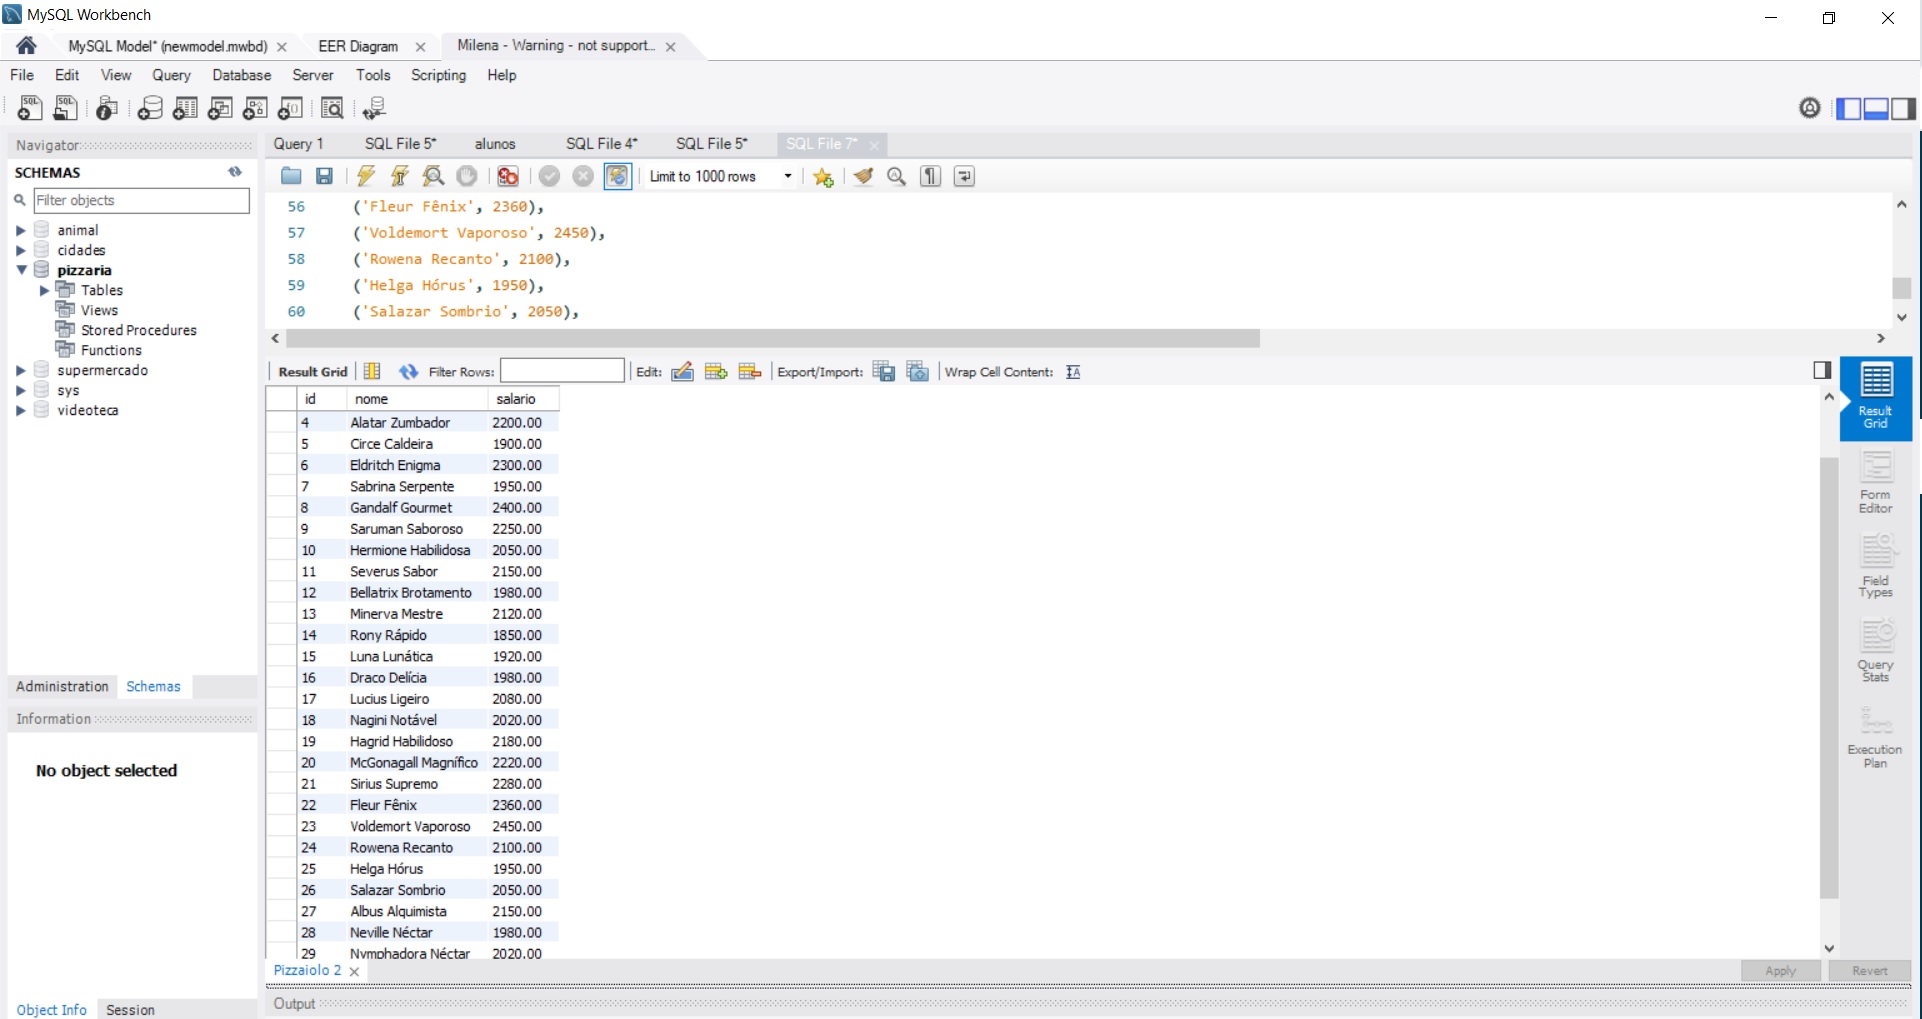 MySQL Workbench
MySQL Model* (newmodel.mwbd) EER Diagram Milena - Warning - not support...
File Edit View Query Database Server Tools Scripting Help
Navigator
SCHEMAS
Filter objects
animal
cidades
pizzaria
Tables
Views
Stored Procedures
Functions
supermercado
sys
videoteca
Administration Schemas
Information
No object selected
Object Info Session
Query 1 SQL File 5* alunos SQL File 4* SQL File 5* SQL File 7*
Limit to 1000 rows
56 ('Fleur Fênix', 2360),
57 ('Voldemort Vaporoso', 2450),
58 ('Rowena Recanto', 2100),
59 ('Helga Hórus', 1950),
60 ('Salazar Sombrio', 2050),
Result Grid Filter Rows: Edit: Export/Import: Wrap Cell Content:
id nome salario
4 Alatar Zumbador 2200.00
5 Circe Caldeira 1900.00
6 Eldritch Enigma 2300.00
7 Sabrina Serpente 1950.00
8 Gandalf Gourmet 2400.00
9 Saruman Saboroso 2250.00
10 Hermione Habilidosa 2050.00
11 Severus Sabor 2150.00
12 Bellatrix Brotamento 1980.00
13 Minerva Mestre 2120.00
14 Rony Rápido 1850.00
15 Luna Lunática 1920.00
16 Draco Delícia 1980.00
17 Lucius Ligeiro 2080.00
18 Nagini Notável 2020.00
19 Hagrid Habilidoso 2180.00
20 McGonagall Magnífico 2220.00
21 Sirius Supremo 2280.00
22 Fleur Fênix 2360.00
23 Voldemort Vaporoso 2450.00
24 Rowena Recanto 2100.00
25 Helga Hórus 1950.00
26 Salazar Sombrio 2050.00
27 Albus Alquimista 2150.00
28 Neville Néctar 1980.00
29 Nymphadora Néctar 2020.00
Result
Grid
Form
Editor
Field
Types
Query
Stats
Execution
Plan
Pizzaiolo 2
Apply Revert
Output